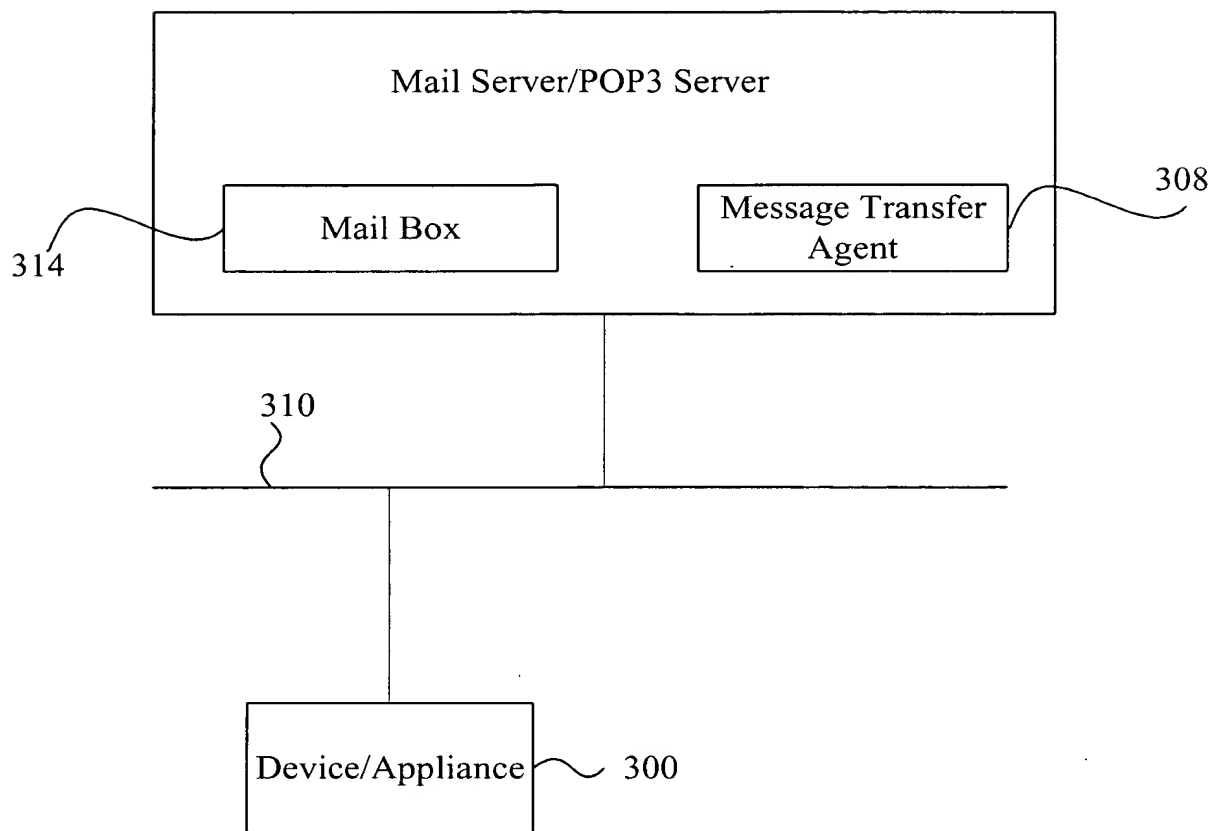 Mail Server/POP3 Server
Mail Box
Message Transfer
Agent
308
314
310
Device/Appliance
300